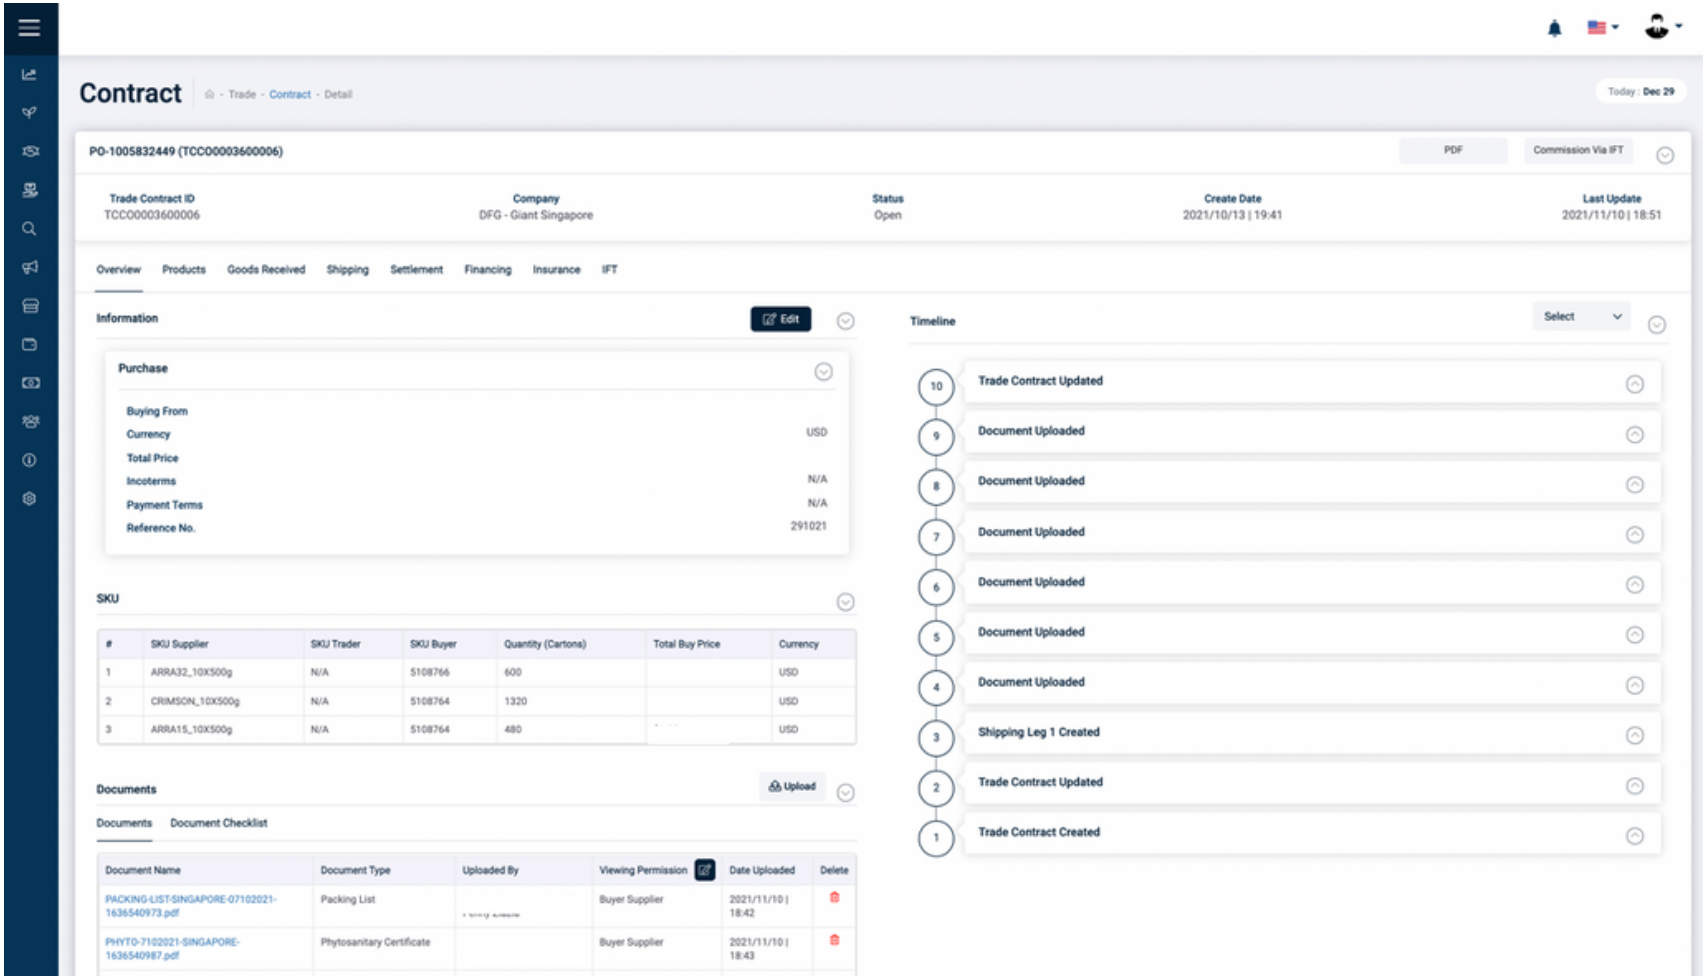 Contract
- Trade - Contract - Detail
Today : Dec 29
PO-1005832449 (TCCO0003600006)
PDF
Commission Via IFT
Trade Contract ID
TCCO0003600006
Company
DFG - Giant Singapore
Status
Open
Create Date
2021/10/13 | 19:41
Last Update
2021/11/10 | 18:51
Overview Products Goods Received Shipping Settlement Financing Insurance IFT
Information
Edit
Purchase
Buying From
Currency USD
Total Price
Incoterms N/A
Payment Terms N/A
Reference No. 291021
SKU
# SKU Supplier SKU Trader SKU Buyer Quantity (Cartons) Total Buy Price Currency
1 ARRA32_10X500g N/A 5108766 600 USD
2 CRIMSON_10X500g N/A 5108764 1320 USD
3 ARRA15_10X500g N/A 5108764 480 USD
Documents
Upload
Documents Document Checklist
Document Name Document Type Uploaded By Viewing Permission Date Uploaded Delete
PACKING-LIST-SINGAPORE-07102021- Packing List Buyer Supplier 2021/11/10 |
1636540973.pdf 18:42
PHYTO-7102021-SINGAPORE- Phytosanitary Certificate Buyer Supplier 2021/11/10 |
1636540987.pdf 18:43
Timeline
Select
10 Trade Contract Updated
9 Document Uploaded
8 Document Uploaded
7 Document Uploaded
6 Document Uploaded
5 Document Uploaded
4 Document Uploaded
3 Shipping Leg 1 Created
2 Trade Contract Updated
1 Trade Contract Created